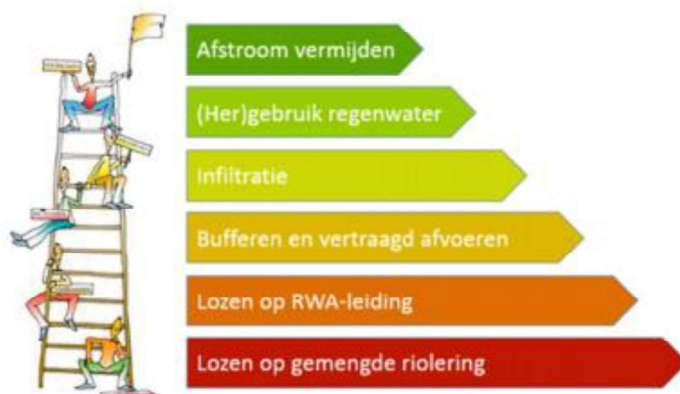 Afstroom vermijden
(Her)gebruik regenwater
Infiltratie
Bufferen en vertraagd afvoeren
Lozen op RWA-leiding
Lozen op gemengde riolering